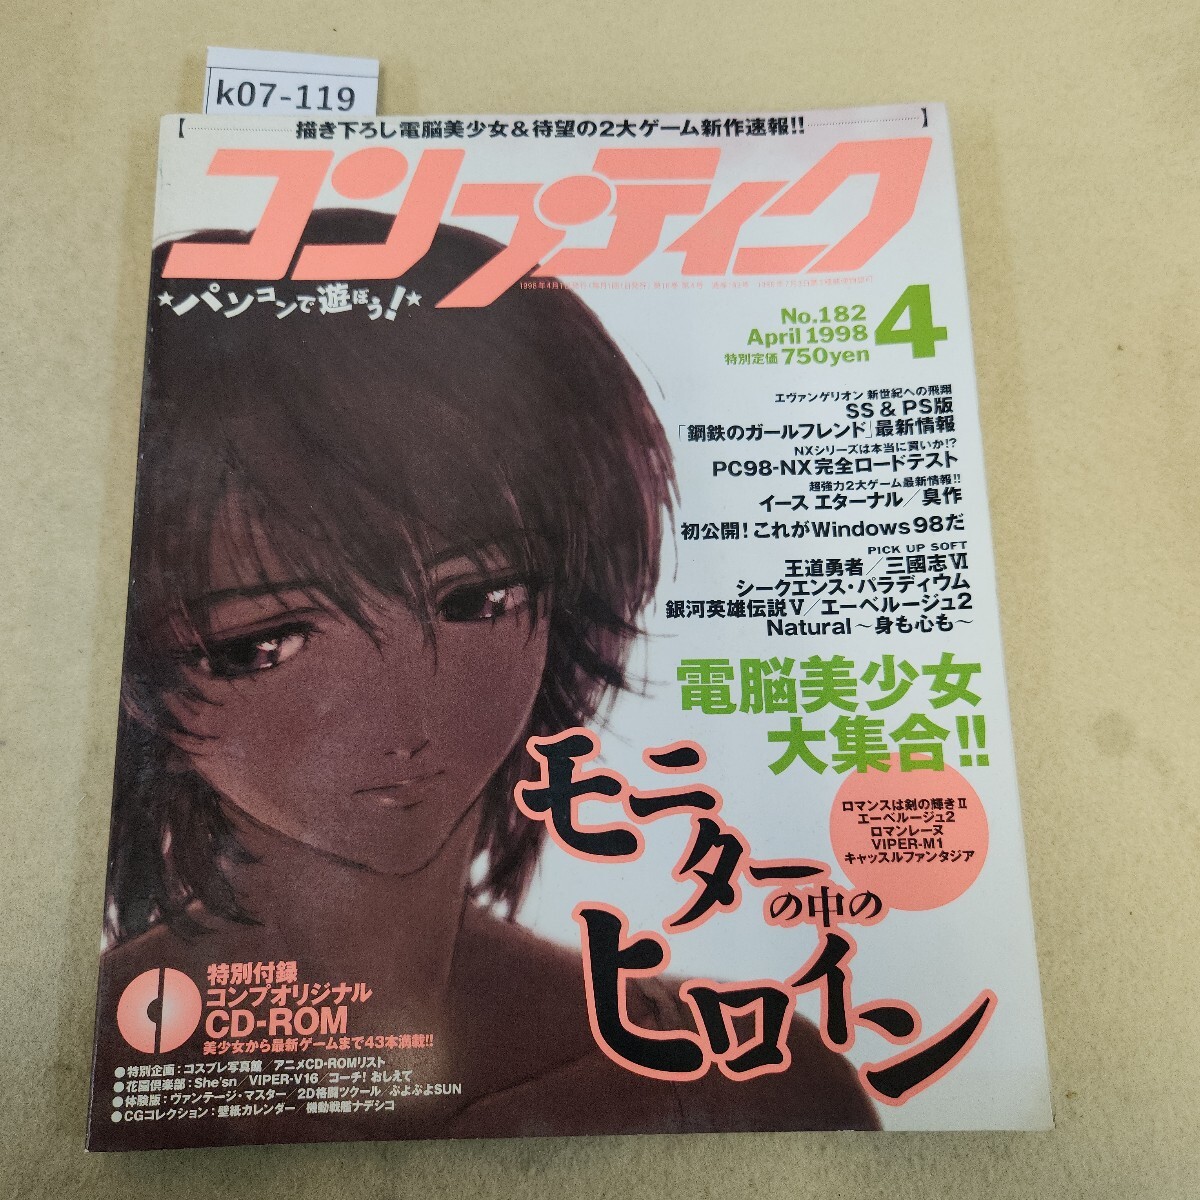 k07-119
【 描き下ろし電脳美少女&待望の2大ゲーム新作速報!! 】
コンプティーク
★パソコンで遊ぼう!★
No.182
April 1998
特別定価 750yen
4
エヴァンゲリオン 新世紀への飛翔
SS & PS版
「鋼鉄のガールフレンド」最新情報
NXシリーズは本当に買いか!?
PC98-NX完全ロードテスト
超強力2大ゲーム最新情報!!
イース エターナル/臭作
初公開!これがWindows98だ
PICK UP SOFT
王道勇者/三國志Ⅵ
シークエンス・パラディウム
銀河英雄伝説Ⅴ/エーベルージュ2
Natural~身も心も~
電脳美少女
大集合!!
ロマンスは剣の輝きⅡ
エーベルージュ2
ロマンレーヌ
VIPER-M1
キャッスルファンタジア
モニターの中の
ヒロイン
特別付録
コンプオリジナル
CD-ROM
美少女から最新ゲームまで43本満載!!
●特別企画:コスプレ写真館/アニメCD-ROMリスト
●花園倶楽部:She'sn/VIPER-V16/コーチ!おしえて
●体験版:ヴァンテージ・マスター/2D格闘ツクール/ぷよぷよSUN
●CGコレクション:壁紙カレンダー/機動戦艦ナデシコ